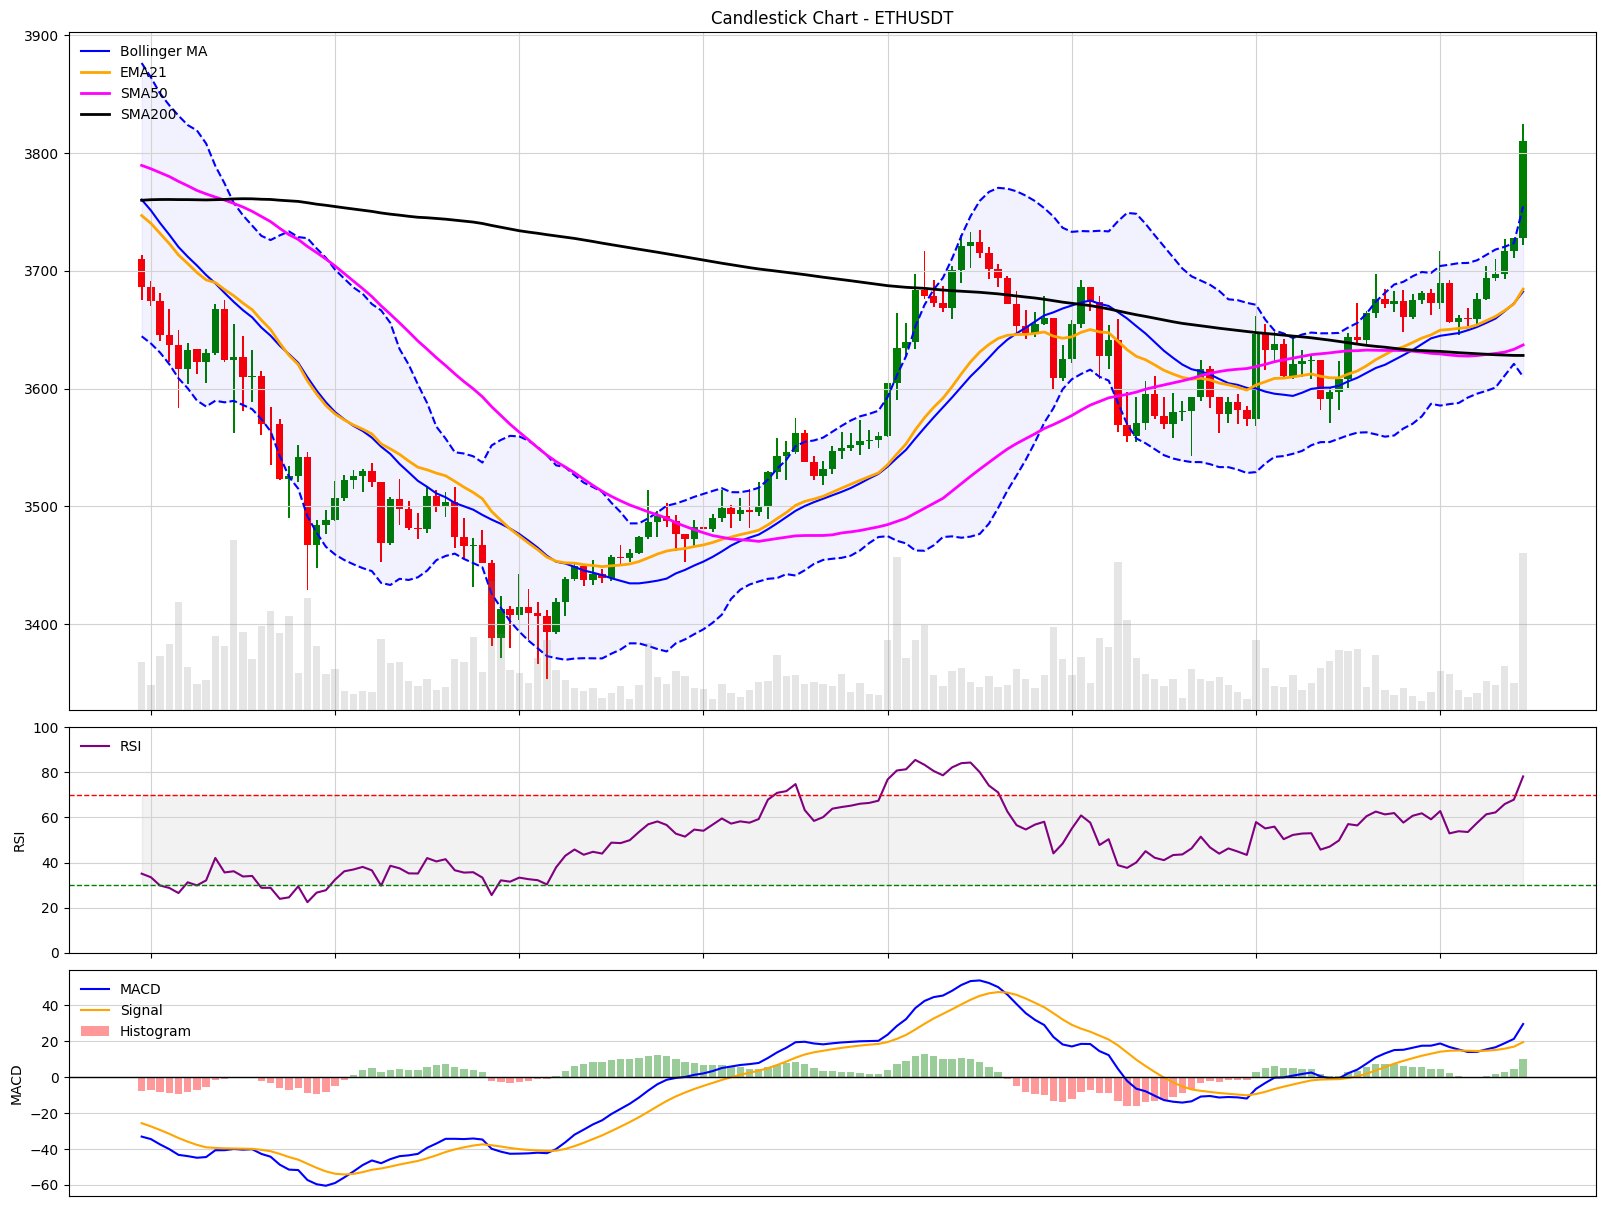 Candlestick Chart - ETHUSDT
3900
3800
3700
3600
3500
3400
Bollinger MA
EMA21
SMA50
SMA200
100
80
60
40
20
0
RSI
RSI
40
20
0
−20
−40
−60
MACD
MACD
Signal
Histogram